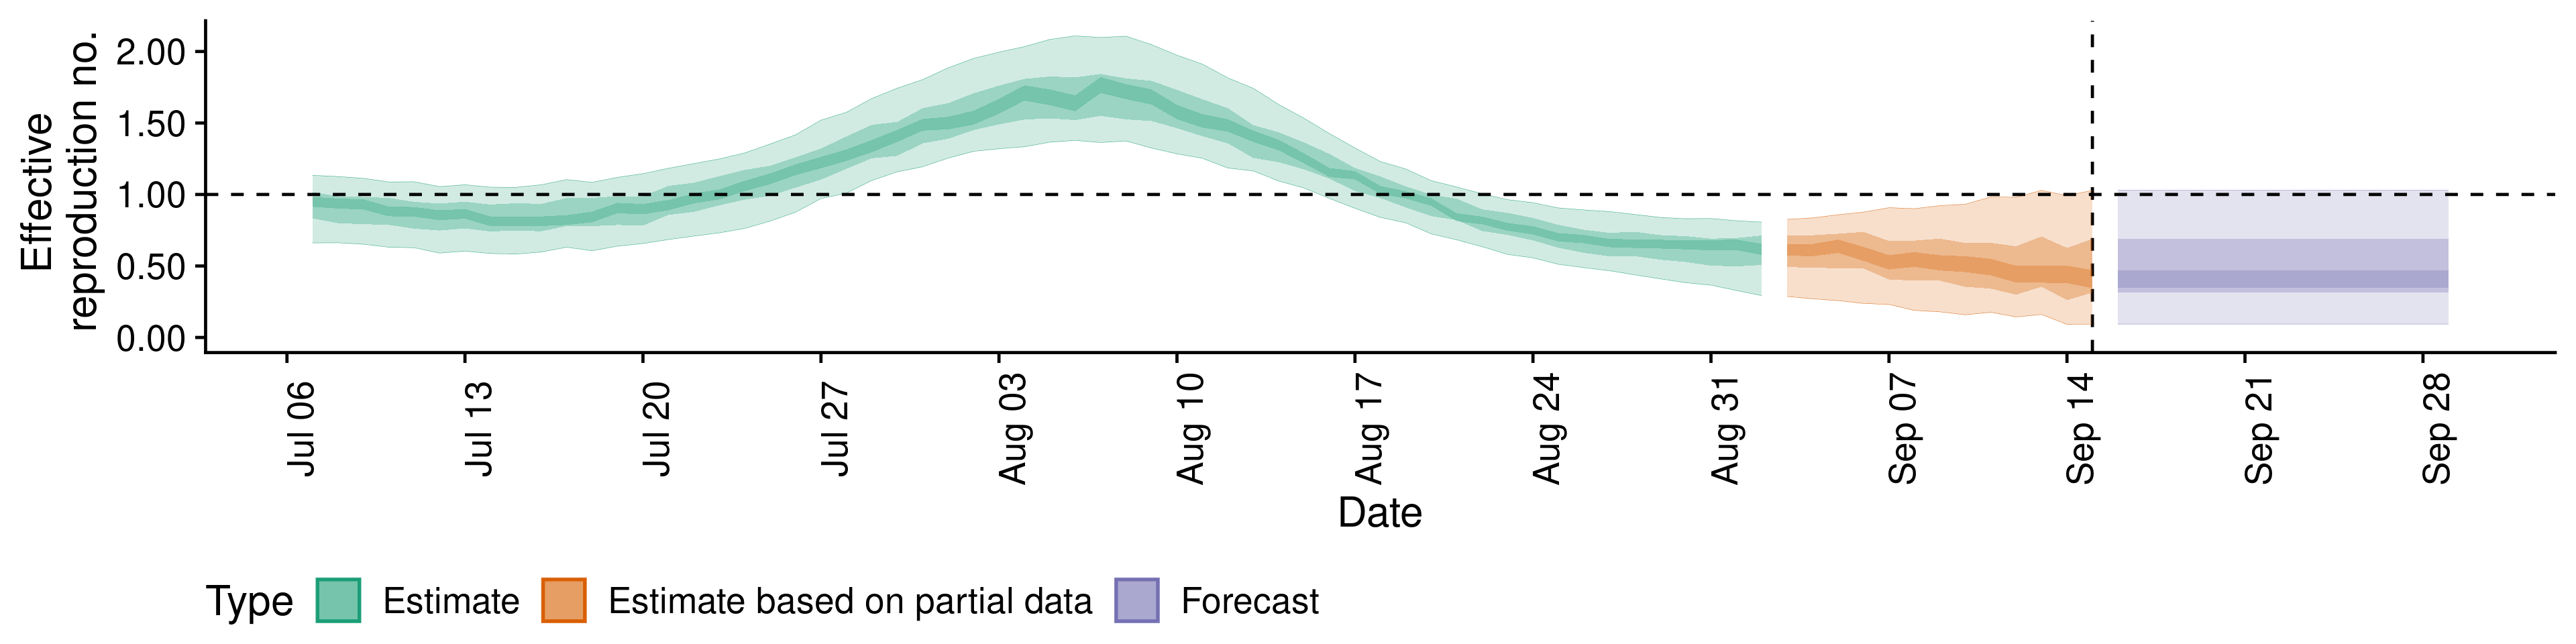 Effective
reproduction no.
2.00
1.50
1.00
0.50
0.00
Jul 06
Jul 13
Jul 20
Jul 27
Aug 03
Aug 10
Aug 17
Aug 24
Aug 31
Sep 07
Sep 14
Sep 21
Sep 28
Date
Type Estimate Estimate based on partial data Forecast